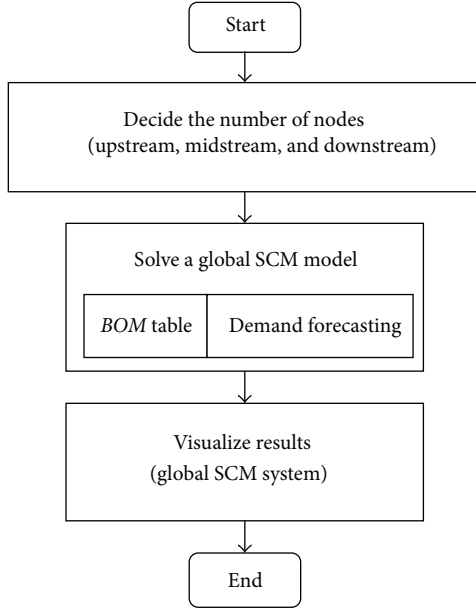 Start
Decide the number of nodes
(upstream, midstream, and downstream)
Solve a global SCM model
BOM table
Demand forecasting
Visualize results
(global SCM system)
End